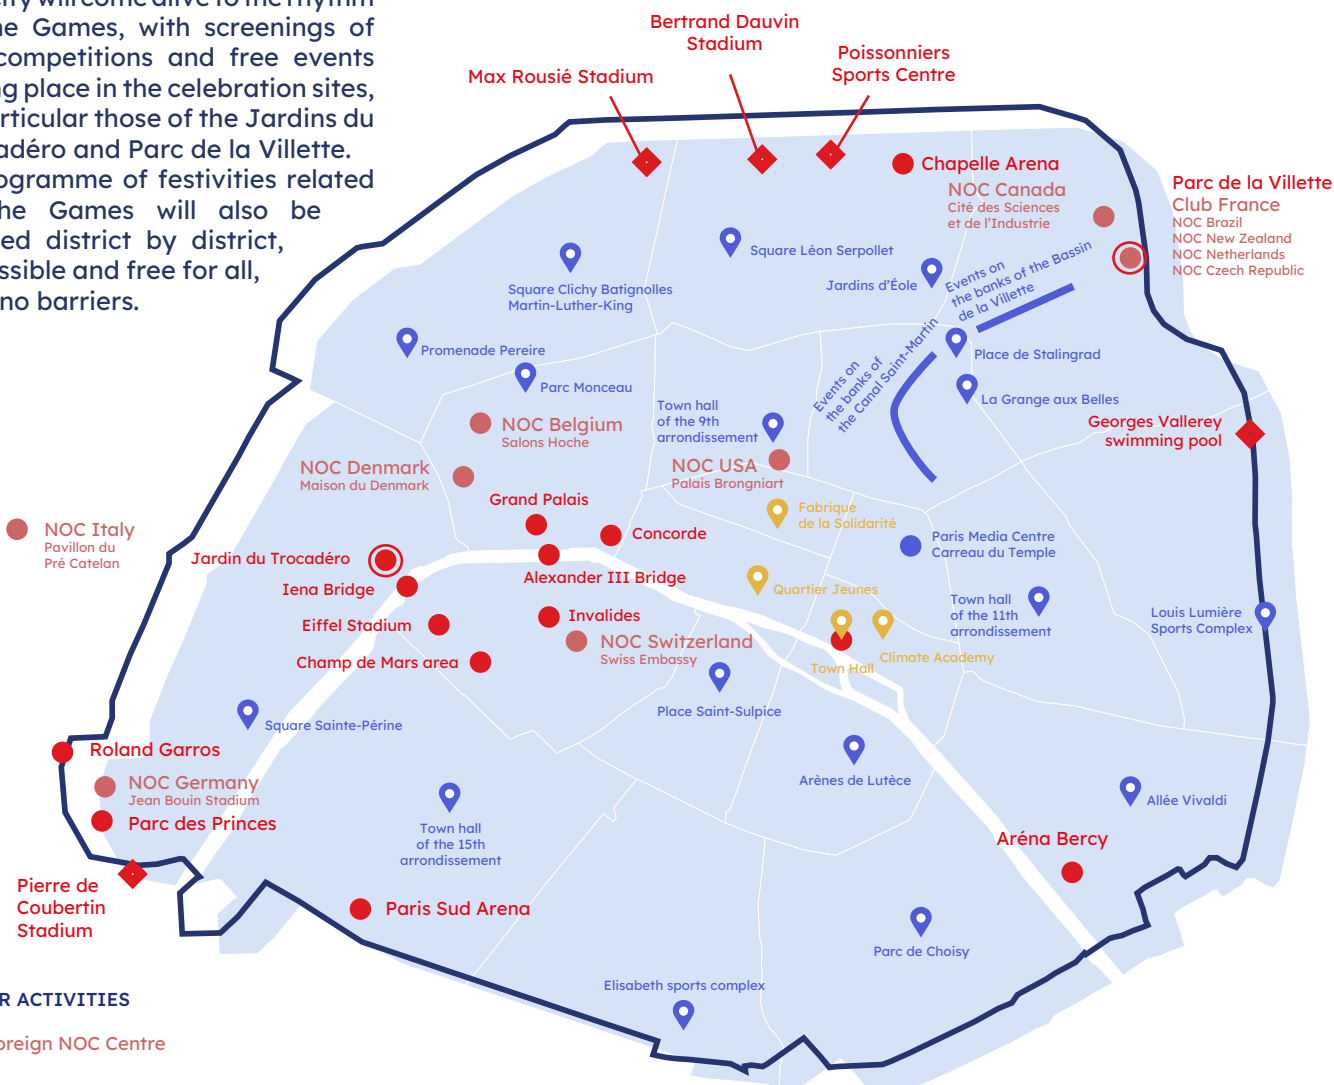 will come alive to the rhythm
Games, with screenings of
competitions and free events
place in the celebration sites,
those of the Jardins du
and Parc de la Villette.
of festivities related
Games will also be
district by district,
and free for all,
no barriers.
Bertrand Dauvin
Stadium
Poissonniers
Sports Centre
Max Rousié Stadium
Chapelle Arena
NOC Canada
Cité des Sciences
et de l’Industrie
Parc de la Villette
Club France
NOC Brazil
NOC New Zealand
NOC Netherlands
NOC Czech Republic
Square Léon Serpollet
Square Clichy Batignolles
Martin-Luther-King
Jardins d’Éole
Events on
the banks of the Bassin
de la Villette
Promenade Pereire
Place de Stalingrad
Parc Monceau
Events on
the banks of
the Canal Saint-Martin
La Grange aux Belles
Town hall
of the 9th
arrondissement
Georges Vallerey
swimming pool
NOC Belgium
Salons Hoche
NOC Denmark
Maison du Denmark
NOC USA
Palais Brongniart
Grand Palais
Concorde
Fabrique
de la Solidarité
NOC Italy
Pavillon du
Pré Catelan
Paris Media Centre
Carreau du Temple
Jardin du Trocadéro
Alexander III Bridge
Iena Bridge
Quartier Jeunes
Town hall
of the 11th
arrondissement
Louis Lumière
Sports Complex
Eiffel Stadium
Invalides
NOC Switzerland
Swiss Embassy
Champ de Mars area
Town Hall
Climate Academy
Place Saint-Sulpice
Square Sainte-Périne
Roland Garros
NOC Germany
Jean Bouin Stadium
Parc des Princes
Arènes de Lutèce
Allée Vivaldi
Town hall
of the 15th
arrondissement
Aréna Bercy
Pierre de
Coubertin
Stadium
Paris Sud Arena
Parc de Choisy
Elisabeth sports complex
ACTIVITIES
NOC Centre